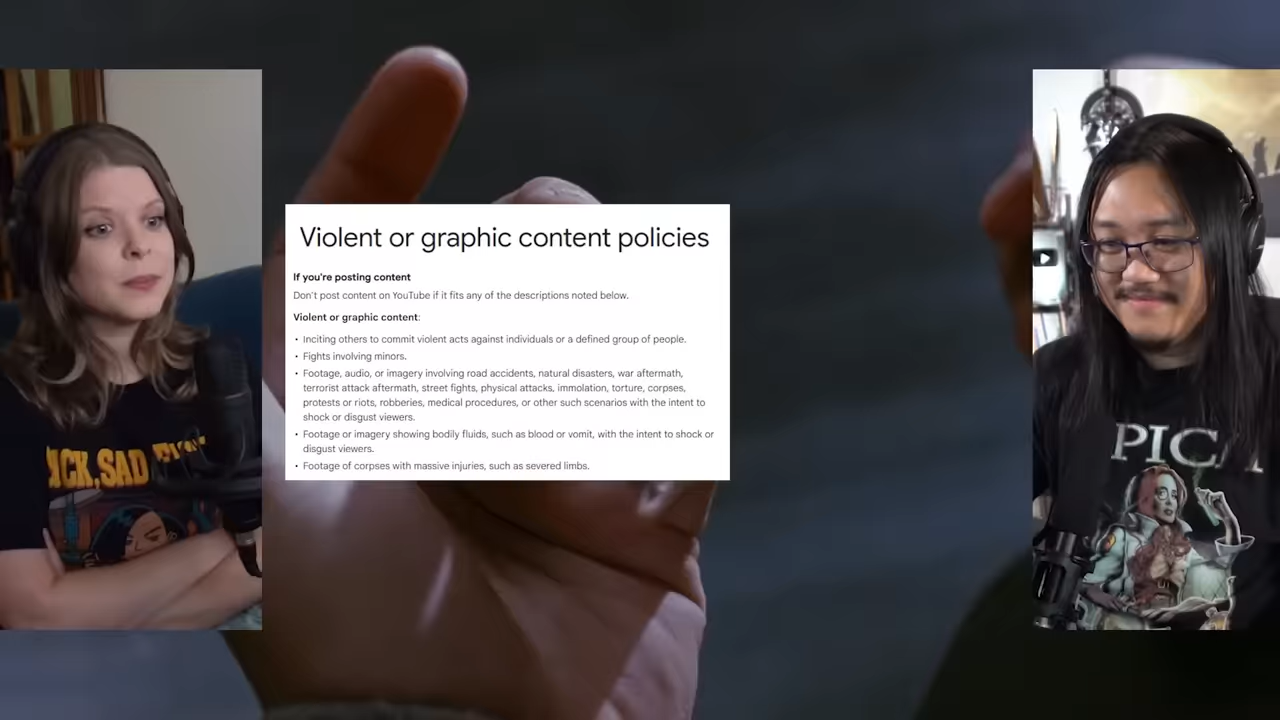 Violent or graphic content policies
If you're posting content
Don't post content on YouTube if it fits any of the descriptions noted below.
Violent or graphic content:
• Inciting others to commit violent acts against individuals or a defined group of people.
• Fights involving minors.
• Footage, audio, or imagery involving road accidents, natural disasters, war aftermath,
terrorist attack aftermath, street fights, physical attacks, immolation, torture, corpses,
protests or riots, robberies, medical procedures, or other such scenarios with the intent to
shock or disgust viewers.
• Footage or imagery showing bodily fluids, such as blood or vomit, with the intent to shock or
disgust viewers.
• Footage of corpses with massive injuries, such as severed limbs.
SAD
PICA